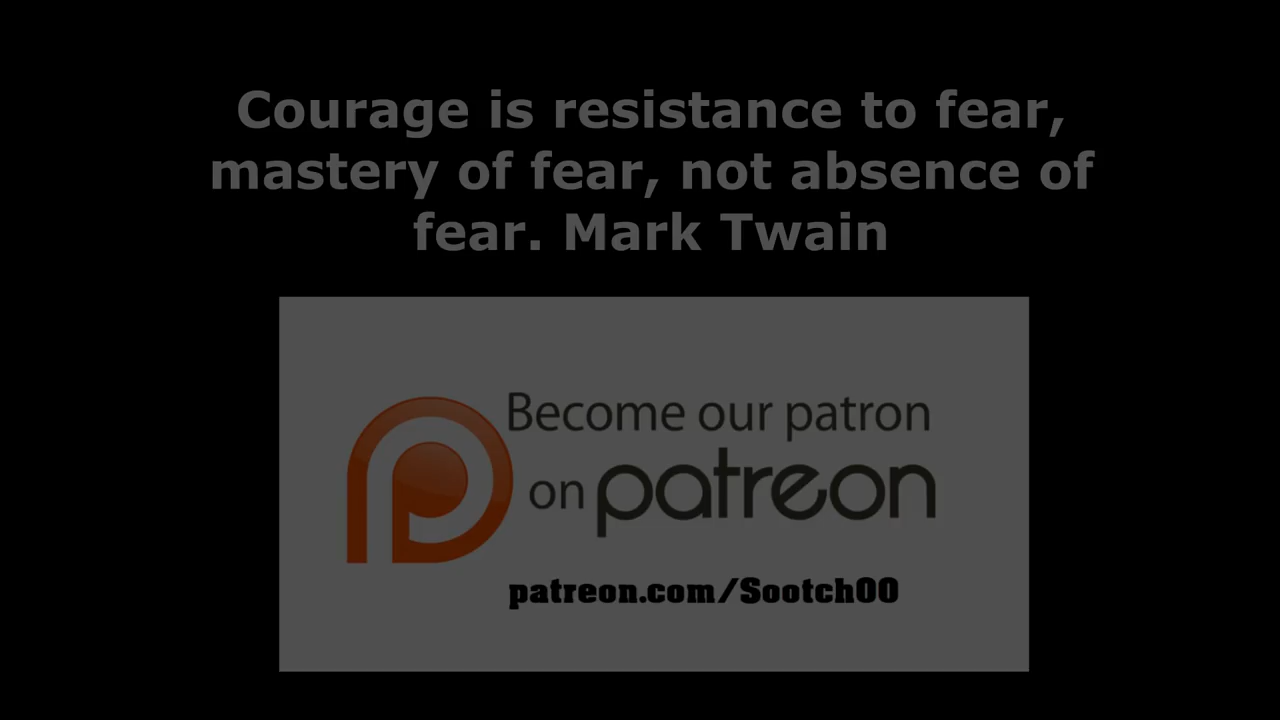 Courage is resistance to fear,
mastery of fear, not absence of
fear. Mark Twain
Become our patron
on patreon
patreon.com/Sootch00